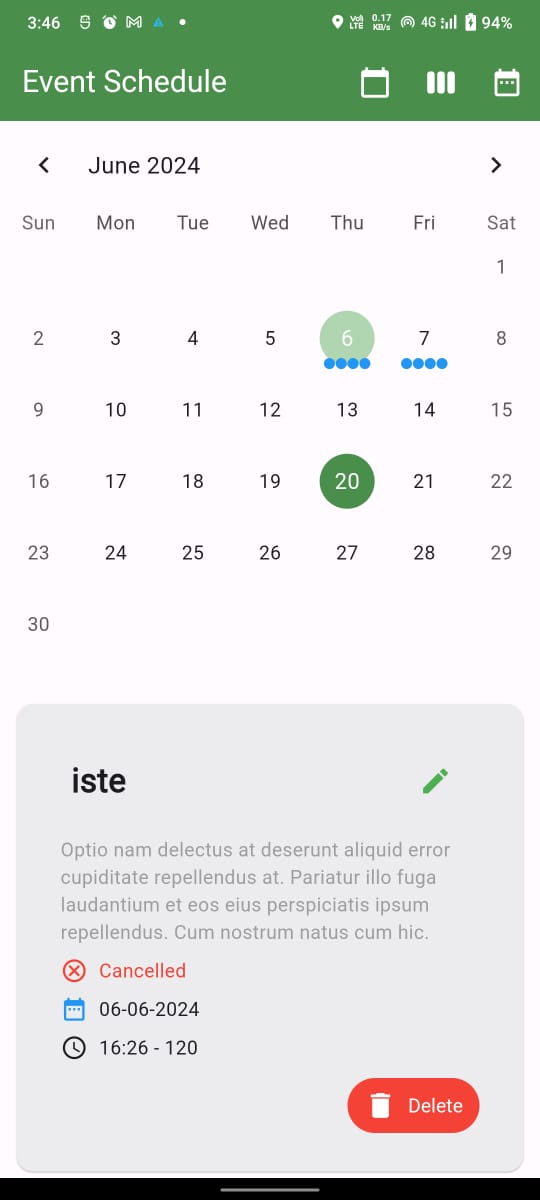 3:46 VoLTE 0.17 KB/s 4G 94%
Event Schedule
June 2024
Sun Mon Tue Wed Thu Fri Sat
1
2 3 4 5 6 7 8
9 10 11 12 13 14 15
16 17 18 19 20 21 22
23 24 25 26 27 28 29
30
iste
Optio nam delectus at deserunt aliquid error
cupiditate repellendus at. Pariatur illo fuga
laudantium et eos eius perspiciatis ipsum
repellendus. Cum nostrum natus cum hic.
Cancelled
06-06-2024
16:26 - 120
Delete